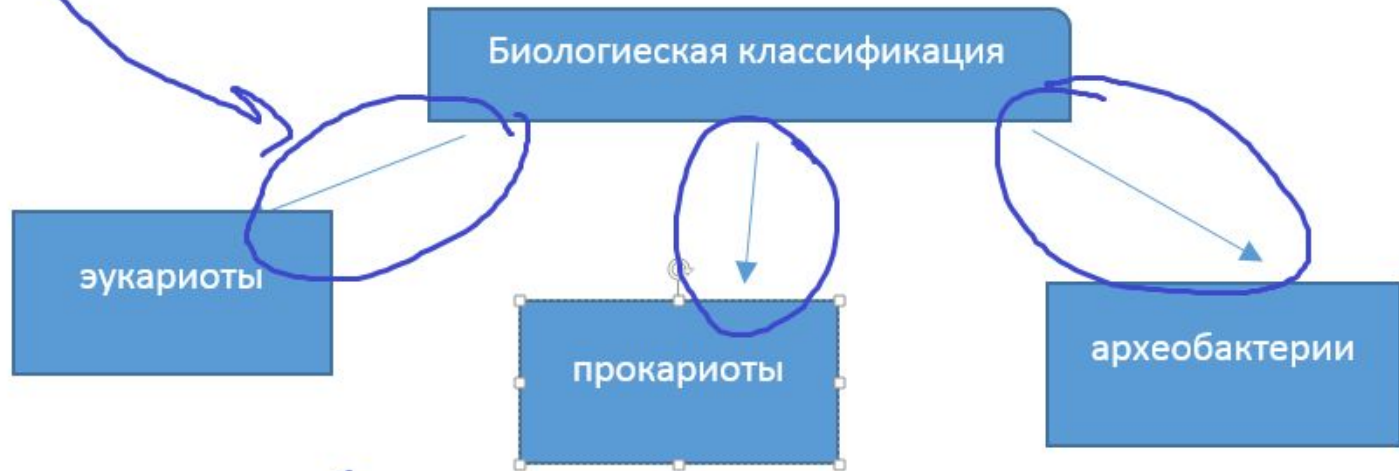 Биологиеская классификация
эукариоты
прокариоты
археобактерии